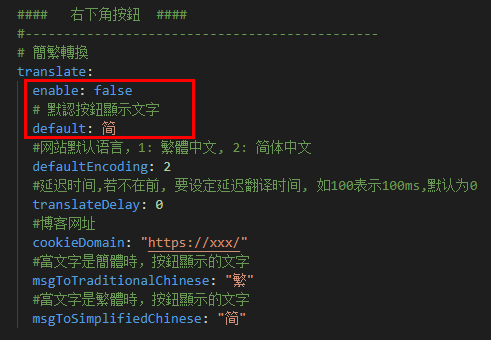 ####   右下角按鈕  ####
#-------------------------------------------
# 簡繁轉換
translate:
  enable: false
  # 默認按鈕顯示文字
  default: 简
  #网站默认语言，1: 繁體中文, 2: 简体中文
  defaultEncoding: 2
  #延迟时间,若不在前, 要设定延迟翻译时间, 如100表示100ms,默认为0
  translateDelay: 0
  #博客网址
  cookieDomain: "https://xxx/"
  #當文字是簡體時，按鈕顯示的文字
  msgToTraditionalChinese: "繁"
  #當文字是繁體時，按鈕顯示的文字
  msgToSimplifiedChinese: "简"